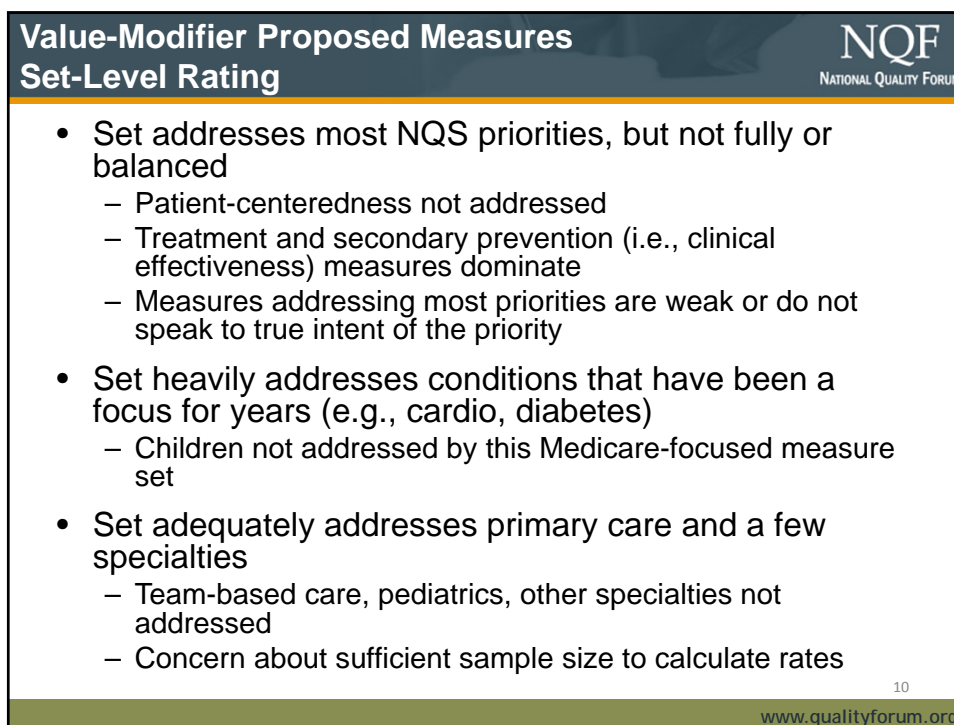 Value-Modifier Proposed Measures
Set-Level Rating
NQF
NATIONAL QUALITY FORUM
• Set addresses most NQS priorities, but not fully or
balanced
– Patient-centeredness not addressed
– Treatment and secondary prevention (i.e., clinical
effectiveness) measures dominate
– Measures addressing most priorities are weak or do not
speak to true intent of the priority
• Set heavily addresses conditions that have been a
focus for years (e.g., cardio, diabetes)
– Children not addressed by this Medicare-focused measure
set
• Set adequately addresses primary care and a few
specialties
– Team-based care, pediatrics, other specialties not
addressed
– Concern about sufficient sample size to calculate rates
10
www.qualityforum.org